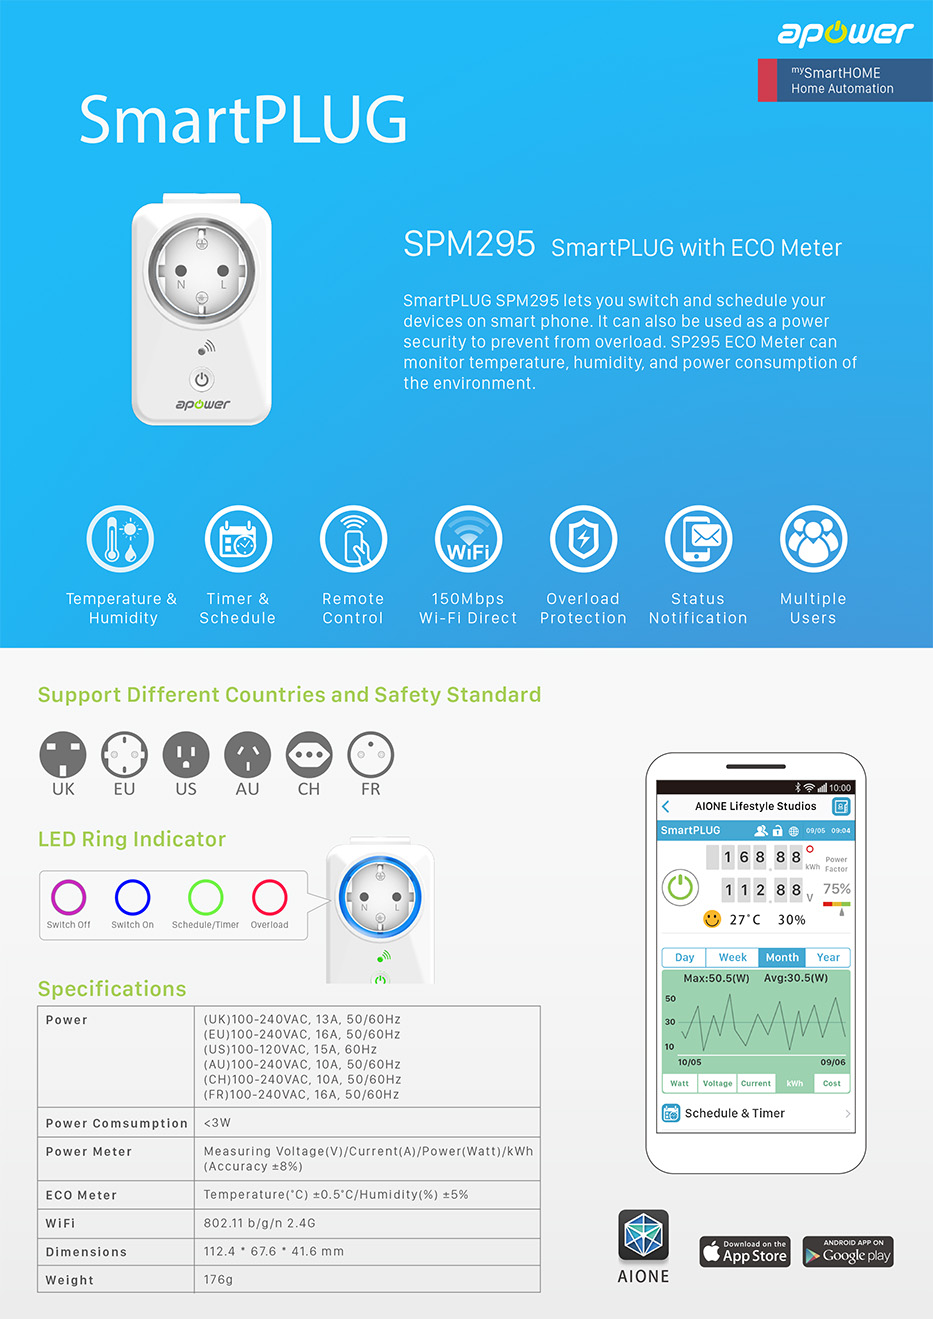 apower
mySmartHOME
Home Automation
SmartPLUG
N L
apower
SPM295 SmartPLUG with ECO Meter
SmartPLUG SPM295 lets you switch and schedule your
devices on smart phone. It can also be used as a power
security to prevent from overload. SP295 ECO Meter can
monitor temperature, humidity, and power consumption of
the environment.
WiFi
Temperature &
Humidity
Timer &
Schedule
Remote
Control
150Mbps
Wi-Fi Direct
Overload
Protection
Status
Notification
Multiple
Users
Support Different Countries and Safety Standard
UK EU US AU CH FR
LED Ring Indicator
Switch Off Switch On Schedule/Timer Overload
N L
Specifications
Power
(UK)100-240VAC, 13A, 50/60Hz
(EU)100-240VAC, 16A, 50/60Hz
(US)100-120VAC, 15A, 60Hz
(AU)100-240VAC, 10A, 50/60Hz
(CH)100-240VAC, 10A, 50/60Hz
(FR)100-240VAC, 16A, 50/60Hz
Power Comsumption <3W
Power Meter Measuring Voltage(V)/Current(A)/Power(Watt)/kWh
(Accuracy ±8%)
ECO Meter Temperature(°C) ±0.5°C/Humidity(%) ±5%
WiFi 802.11 b/g/n 2.4G
Dimensions 112.4 * 67.6 * 41.6 mm
Weight 176g
10:00
AIONE Lifestyle Studios
SmartPLUG 09/05 09:04
168.88 kWh
Power
Factor
112.88 V
75%
27°C 30%
Day Week Month Year
Max:50.5(W) Avg:30.5(W)
50
30
10
10/05 09/06
Watt Voltage Current kWh Cost
Schedule & Timer
AIONE
Download on the
App Store
ANDROID APP ON
Google play